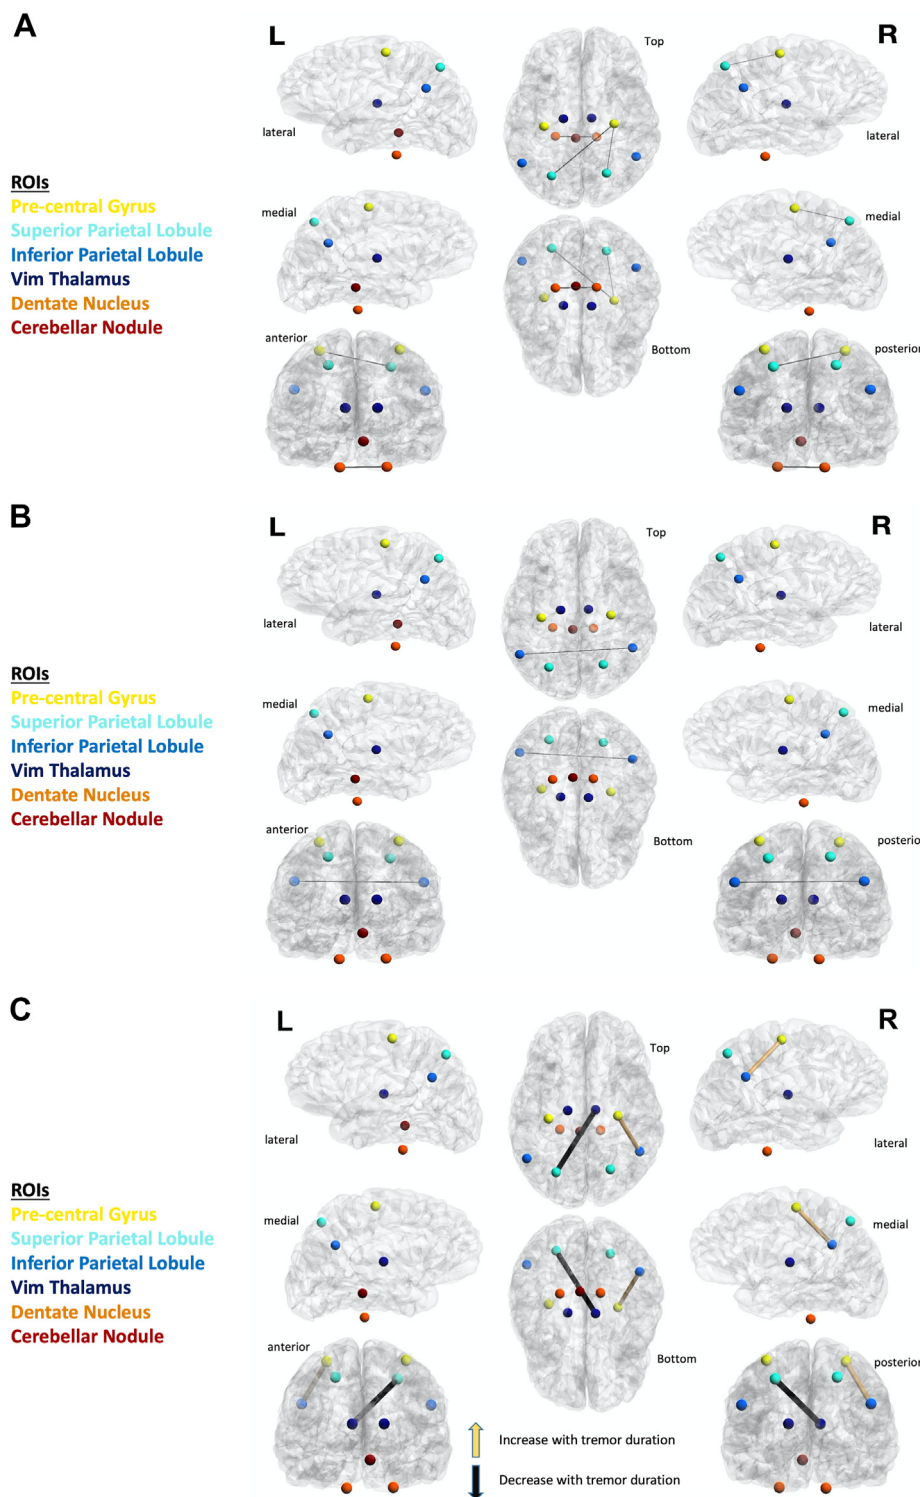 A
L
R
Top
lateral
lateral
ROIs
Pre-central Gyrus
Superior Parietal Lobule
Inferior Parietal Lobule
Vim Thalamus
Dentate Nucleus
Cerebellar Nodule
medial
medial
anterior
Bottom
posterior
B
L
R
Top
lateral
lateral
ROIs
Pre-central Gyrus
Superior Parietal Lobule
Inferior Parietal Lobule
Vim Thalamus
Dentate Nucleus
Cerebellar Nodule
medial
medial
anterior
Bottom
posterio
C
L
R
Top
lateral
lateral
ROIs
Pre-central Gyrus
Superior Parietal Lobule
Inferior Parietal Lobule
Vim Thalamus
Dentate Nucleus
Cerebellar Nodule
medial
medial
anterior
Bottom
posterior
Increase with tremor duration
Decrease with tremor duration